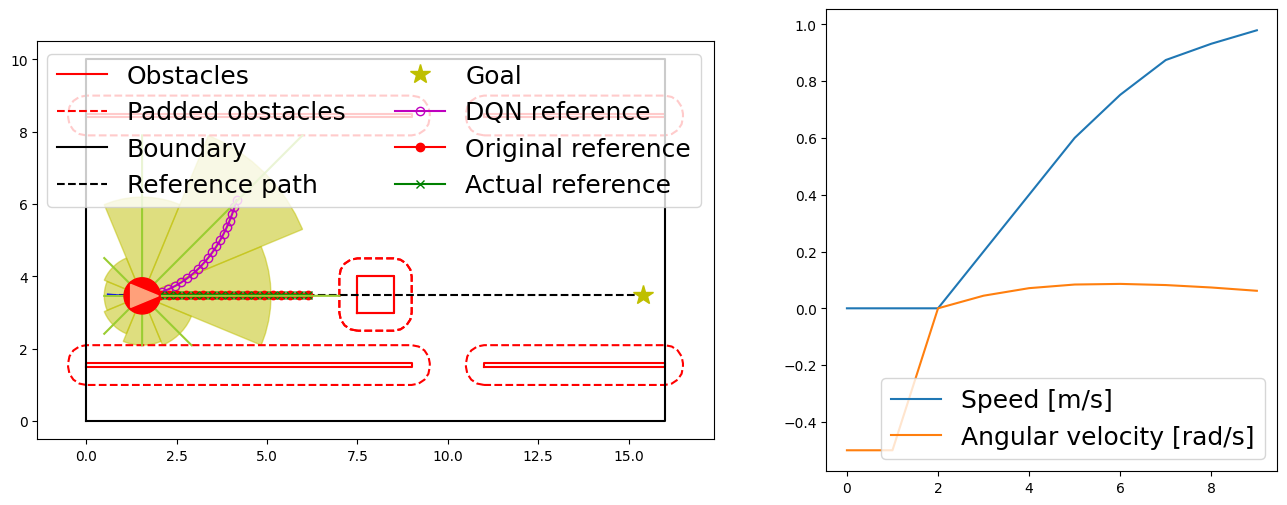 10
8
6
4
2
0
0.0 2.5 5.0 7.5 10.0 12.5 15.0
Obstacles
Padded obstacles
Boundary
Reference path
Goal
DQN reference
Original reference
Actual reference
1.0
0.8
0.6
0.4
0.2
0.0
−0.2
−0.4
0 2 4 6 8
Speed [m/s]
Angular velocity [rad/s]